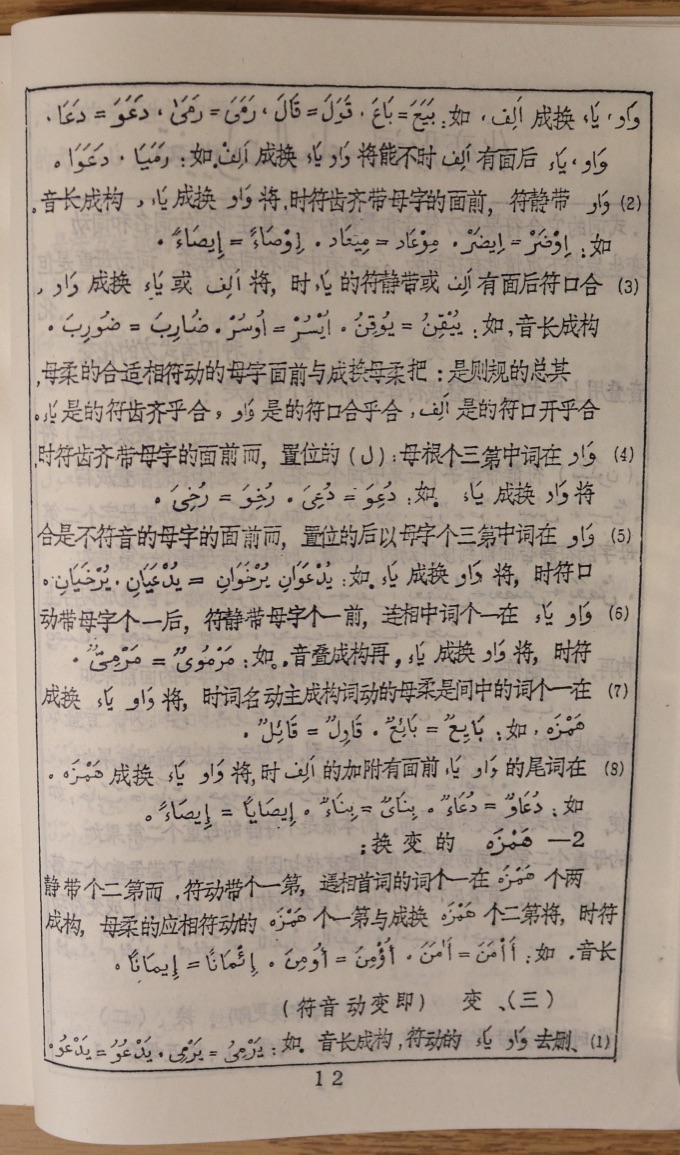 وَاو، يَاء 换成 اَلِف، 如: بَيَعَ = بَاعَ، قَوَلَ = قَالَ، رَمَيَ = رَمَىٰ، دَعَوَ = دَعَا.
وَاو، يَاء 后面有 اَلِف 时不能将 وَاو يَاء 换成 اَلِف. 如: رَمَيَا، دَعَوَا.
(2) وَاو 带静符, 前面的字母带齐齿符时, 将 وَاو 换成 يَاء، 构成长音。
如: اِوْضَرْ = اِيضَرْ. مِوْعَاد = مِيعَاد. اِوْصَاءً = إِيصَاءً.
(3) 合口符后面有 اَلِف 或带静符的 يَاء 时, 将 اَلِف 或 يَاء 换成 وَاو،
构成长音, 如: يُيْقِنُ = يُوقِنُ. اُيْسُرْ = اُوسُرْ. ضُارِبَ = ضُورِبَ.
其总的规则是: 把柔母换成与前面字母的动符相适合的柔母,
合乎开口符的是 اَلِف، 合乎合口符的是 وَاو، 合乎齐齿符的是 يَاء.
(4) وَاو 在词中第三个根母: (ل) 的位置, 而前面的字母带齐齿符时,
将 وَاو 换成 يَاء. 如: دُعِوَ = دُعِيَ. رُخِوَ = رُخِيَ.
(5) وَاو 在词中第三个字母以后的位置, 而前面的字母的音符不是合
口符时, 将 وَاو 换成 يَاء. 如: يُدْعَوَانِ يُرْخَوَانِ = يُدْعَيَانِ. يُرْخَيَانِ.
(6) وَاو يَاء 在一个词中相连, 前一个字母带静符, 后一个字母带动
符时, 将 وَاو 换成 يَاء، 再构成叠音。如: مَرْمُوىٌ = مَرْمِىٌّ.
(7) 在一个词的中间是柔母的动词构成主动名词时, 将 وَاو يَاء 换成
هَمْزَه، 如: بَايِعٌ = بَائِعٌ. قَاوِلٌ = قَائِلٌ.
(8) 在词尾的 وَاو يَاء 前面有附加的 اَلِف 时, 将 وَاو يَاء 换成 هَمْزَه.
如: دُعَاوٌ = دُعَاءٌ. بِنَاىٌ = بِنَاءٌ. إِيصَايًا = إِيصَاءً.
2— هَمْزَه 的变换:
两个 هَمْزَه 在一个词的词首相遇, 第一个带动符, 而第二个带静
符时, 将第二个 هَمْزَه 换成与第一个 هَمْزَه 的动符相应的柔母, 构成
长音. 如: أَأْمَنَ = آمَنَ. أُؤْمِنَ = أُومِنَ. إِئْمَانًا = إِيمَانًا.
(三)、变 (即变动音符)
(1)、删去 وَاو يَاء 的动符, 构成长音. 如: يَرْمِىُ = يَرْمِى. يَدْعُوُ = يَدْعُو.
12